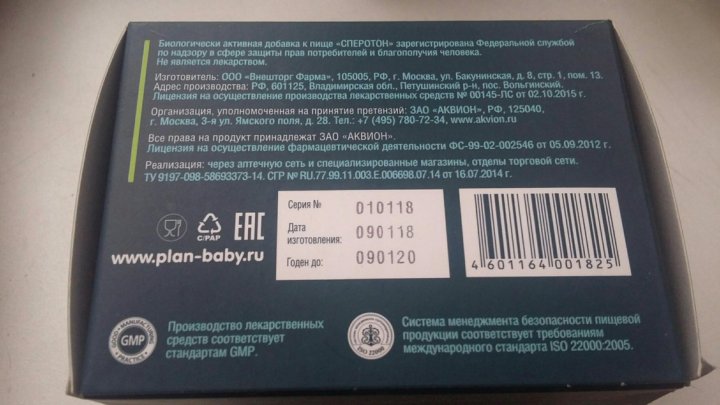 Биологически активная добавка к пище «СПЕРОТОН» зарегистрирована Федеральной службой
по надзору в сфере защиты прав потребителей и благополучия человека.
Не является лекарством.
Изготовитель: ООО «Внешторг Фарма», 105005, РФ, г. Москва, ул. Бакунинская, д. 8, стр. 1, пом. 13.
Адрес производства: РФ, 601125, Владимирская обл., Петушинский р-н, пос. Вольгинский.
Лицензия на осуществление производства лекарственных средств № 00145-ЛС от 02.10.2015 г.
Организация, уполномоченная на принятие претензий: ЗАО «АКВИОН», РФ, 125040,
г. Москва, 3-я ул. Ямского поля, д. 28. Тел.: +7 (495) 780-72-34, www.akvion.ru
Все права на продукт принадлежат ЗАО «АКВИОН».
Лицензия на осуществление фармацевтической деятельности ФС-99-02-002546 от 05.09.2012 г.
Реализация: через аптечную сеть и специализированные магазины, отделы торговой сети.
ТУ 9197-098-58693373-14. СГР № RU.77.99.11.003.Е.006698.07.14 от 16.07.2014 г.
C/PAP
EAC
www.plan-baby.ru
Серия № 010118
Дата
изготовления: 090118
Годен до: 090120
4 601164 001825
GOOD MANUFACTURING
GMP
PRACTICE
Производство лекарственных
средств соответствует
стандартам GMP.
ISO 22000
Система менеджмента безопасности пищевой
продукции соответствует требованиям
международного стандарта ISO 22000:2005.